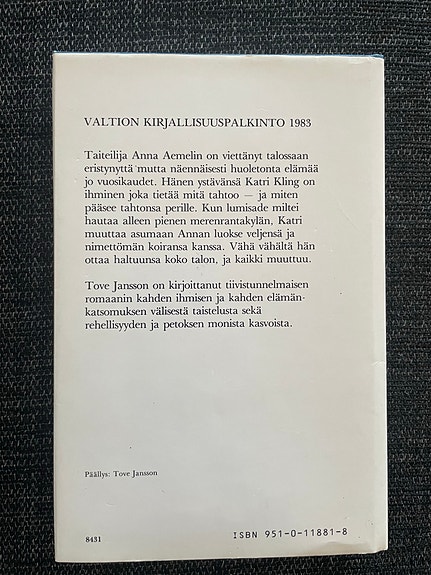 VALTION KIRJALLISUUSPALKINTO 1983
Taiteilija Anna Aemelin on viettänyt talossaan
eristynyttä mutta näennäisesti huoletonta elämää
jo vuosikaudet. Hänen ystävänsä Katri Kling on
ihminen joka tietää mitä tahtoo — ja miten
pääsee tahtonsa perille. Kun lumisade miltei
hautaa alleen pienen merenrantakylän, Katri
muuttaa asumaan Annan luokse veljensä ja
nimettömän koiransa kanssa. Vähä vähältä hän
ottaa haltuunsa koko talon, ja kaikki muuttuu.
Tove Jansson on kirjoittanut tiivistunnelmaisen
romaanin kahden ihmisen ja kahden elämän-
katsomuksen välisestä taistelusta sekä
rehellisyyden ja petoksen monista kasvoista.
Päällys: Tove Jansson
8431
ISBN 951-0-11881-8